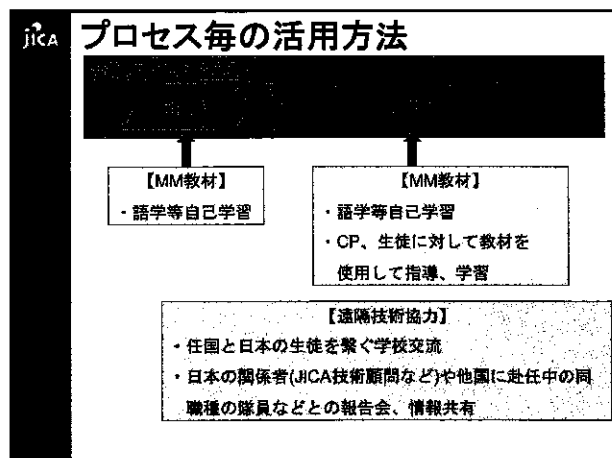 JICA
プロセス毎の活用方法
【MM教材】
・語学等自己学習
【MM教材】
・語学等自己学習
・CP、生徒に対して教材を
使用して指導、学習
【遠隔技術協力】
・任国と日本の生徒を繋ぐ学校交流
・日本の関係者(JICA技術顧問など)や他国に赴任中の同
職種の隊員などとの報告会、情報共有